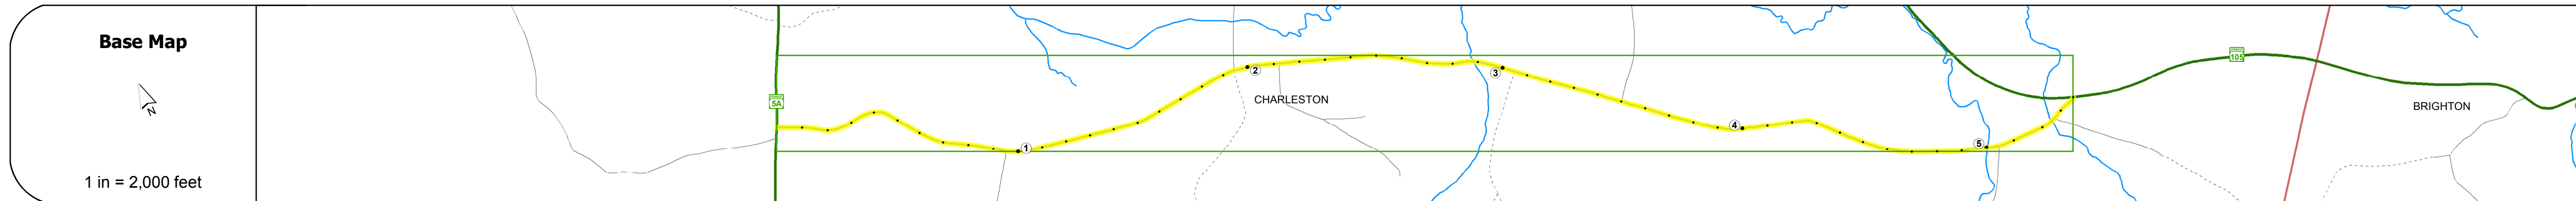 Base Map
N
1 in = 2,000 feet
5A
1
2
CHARLESTON
3
4
5
105
BRIGHTON